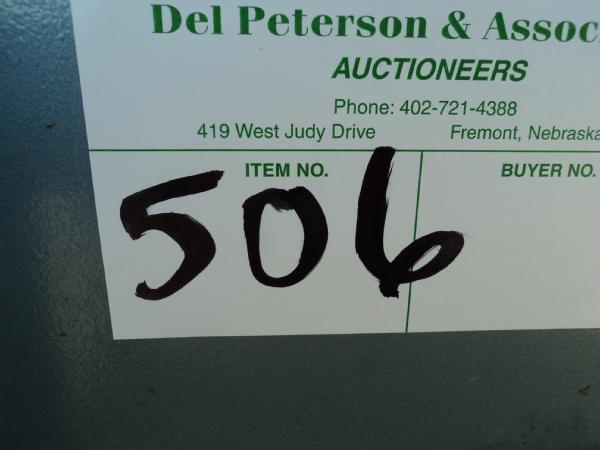 Del Peterson & Assoc
AUCTIONEERS
Phone: 402-721-4388
419 West Judy Drive Fremont, Nebraska
ITEM NO. BUYER NO.
506